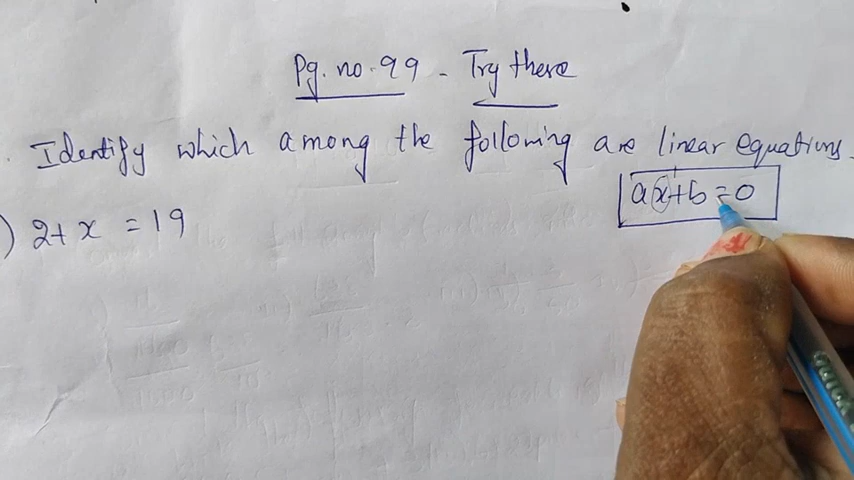 Pg. no. 99 - Try these
Identify which among the following are linear equations.
ax+b=0
) 2+x = 19